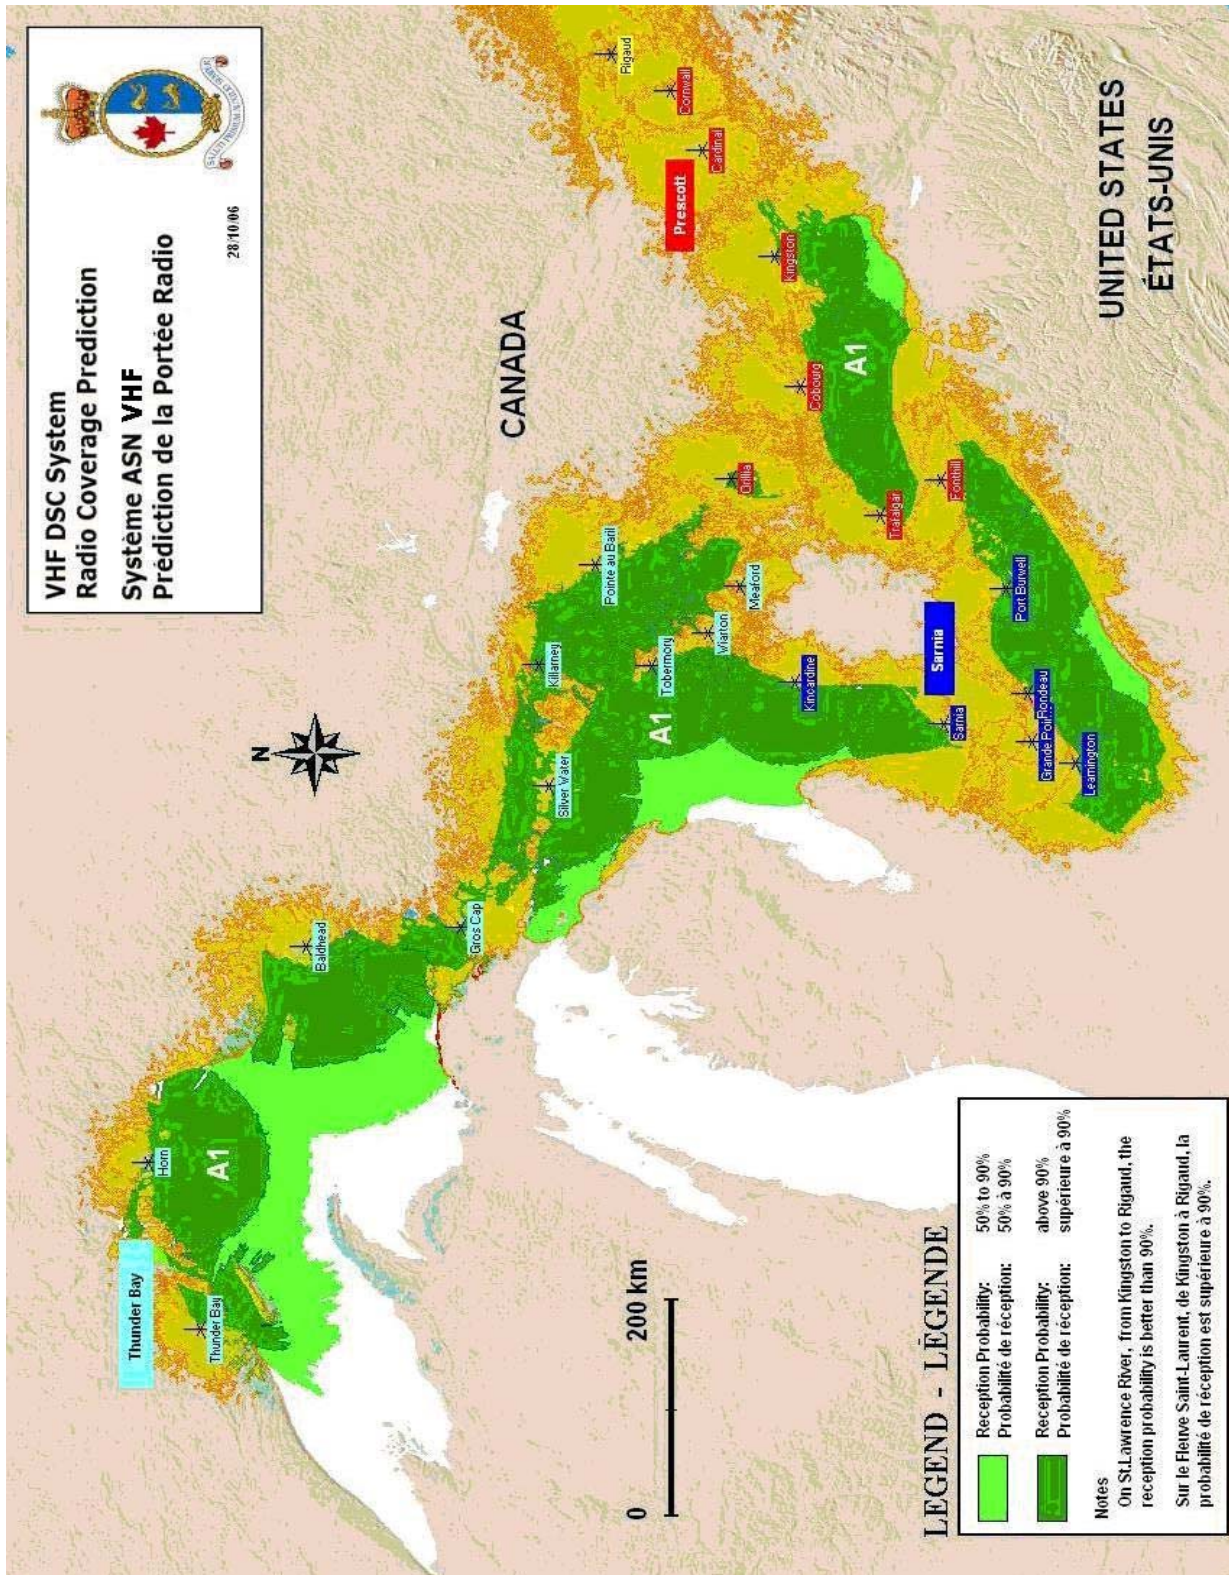 VHF DSC System
Radio Coverage Prediction
Système ASN VHF
Prédiction de la Portée Radio
28/10/06
N
CANADA
UNITED STATES
ÉTATS-UNIS
Thunder Bay
Thunder Bay
Horn
A1
Baldhead
Gros Cap
Silver Water
Killarney
Pointe au Baril
Tobermory
A1
Wiarton
Meaford
Orillia
Kincardine
Sarnia
Sarnia
Grande Poin
Rondeau
Leamington
Port Burwell
Fonthill
Trafalgar
Cobourg
A1
Kingston
Prescott
Cardinal
Cornwall
Rigaud
0
200 km
LEGEND - LÉGENDE
Reception Probability: 50% to 90%
Probabilité de réception: 50% à 90%
Reception Probability: above 90%
Probabilité de réception: supérieure à 90%
Notes
On St.Lawrence River, from Kingston to Rigaud, the
reception probability is better than 90%.
Sur le Fleuve Saint-Laurent, de Kingston à Rigaud, la
probabilité de réception est supérieure à 90%.